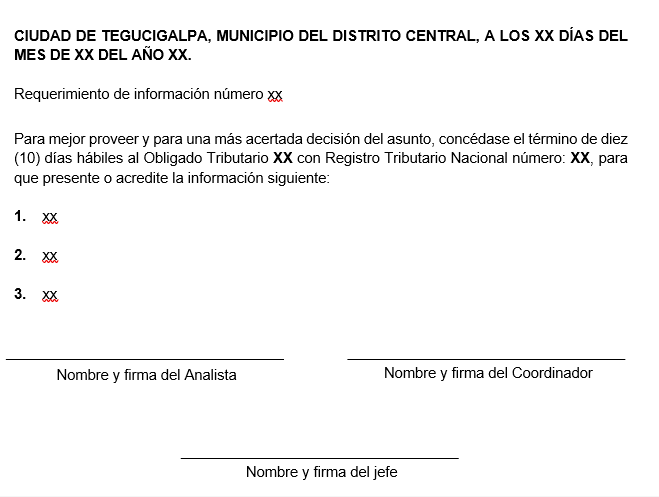 CIUDAD DE TEGUCIGALPA, MUNICIPIO DEL DISTRITO CENTRAL, A LOS XX DÍAS DEL
MES DE XX DEL AÑO XX.
Requerimiento de información número xx
Para mejor proveer y para una más acertada decisión del asunto, concédase el término de diez
(10) días hábiles al Obligado Tributario XX con Registro Tributario Nacional número: XX, para
que presente o acredite la información siguiente:
1. xx
2. xx
3. xx
Nombre y firma del Analista
Nombre y firma del Coordinador
Nombre y firma del jefe